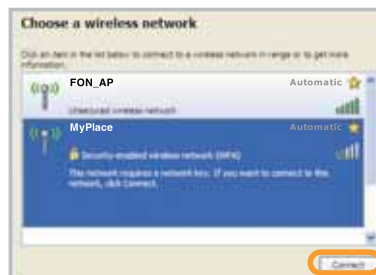 Choose a wireless network
Click an item in the list below to connect to a wireless network in range or to get more
information.
FON_AP
Automatic
Unsecured wireless network
MyPlace
Automatic
Security-enabled wireless network (WPA)
This network requires a network key. If you want to connect to this
network, click Connect.
Connect